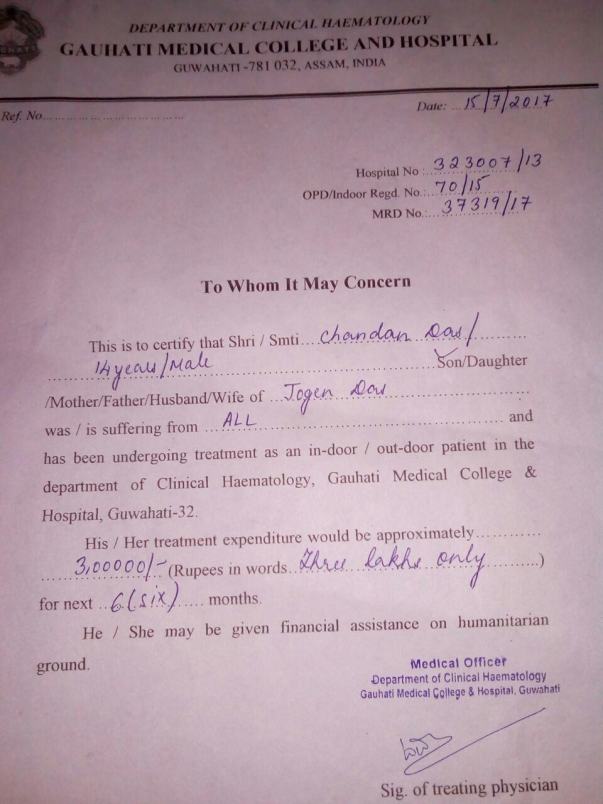 DEPARTMENT OF CLINICAL HAEMATOLOGY
GAUHATI MEDICAL COLLEGE AND HOSPITAL
GUWAHATI -781 032, ASSAM, INDIA
Ref. No........................................ Date: ...15/7/2017
Hospital No :..323007/13
OPD/Indoor Regd. No.:..70/15
MRD No.:...37319/17
To Whom It May Concern
This is to certify that Shri / Smti...Chandan Das/..........
..........14 years/Male.......... Son/Daughter
/Mother/Father/Husband/Wife of ...Jogen Das..........
was / is suffering from ...ALL.......... and
has been undergoing treatment as an in-door / out-door patient in the
department of Clinical Haematology, Gauhati Medical College &
Hospital, Guwahati-32.
His / Her treatment expenditure would be approximately............
......3,00000/- (Rupees in words..Three lakhs only..........)
for next ..6(six)..... months.
He / She may be given financial assistance on humanitarian
ground.
Medical Officer
Department of Clinical Haematology
Gauhati Medical College & Hospital, Guwahati
Sig. of treating physician